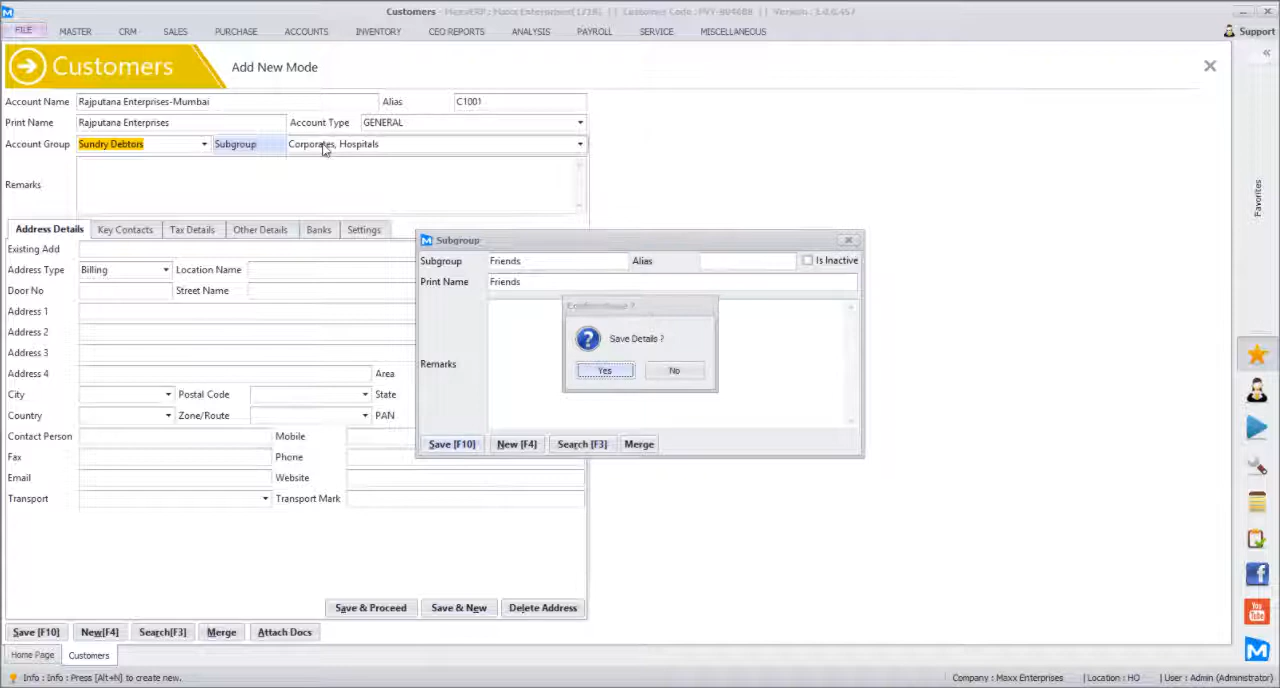 Customers - MaxxERP : Maxx Enterprises(1718) || Customer Code : PVT-004688 || Version : 3.0.6.457
FILE MASTER CRM SALES PURCHASE ACCOUNTS INVENTORY CEO REPORTS ANALYSIS PAYROLL SERVICE MISCELLANEOUS Support
Customers Add New Mode
Account Name Rajputana Enterprises-Mumbai Alias C1001
Print Name Rajputana Enterprises Account Type GENERAL
Account Group Sundry Debtors Subgroup Corporates, Hospitals
Remarks
Favorites
Address Details Key Contacts Tax Details Other Details Banks Settings
Existing Add
Address Type Billing Location Name
Door No Street Name
Address 1
Address 2
Address 3
Address 4 Area
City Postal Code State
Country Zone/Route PAN
Contact Person Mobile
Fax Phone
Email Website
Transport Transport Mark
Subgroup
Subgroup Friends Alias Is Inactive
Print Name Friends
Remarks
Save Details ?
Yes No
Save [F10] New [F4] Search [F3] Merge
Save & Proceed Save & New Delete Address
Save [F10] New[F4] Search[F3] Merge Attach Docs
Home Page Customers
You Tube
Info : Info : Press [Alt+N] to create new. Company : Maxx Enterprises | Location : HO | User : Admin (Administrator)